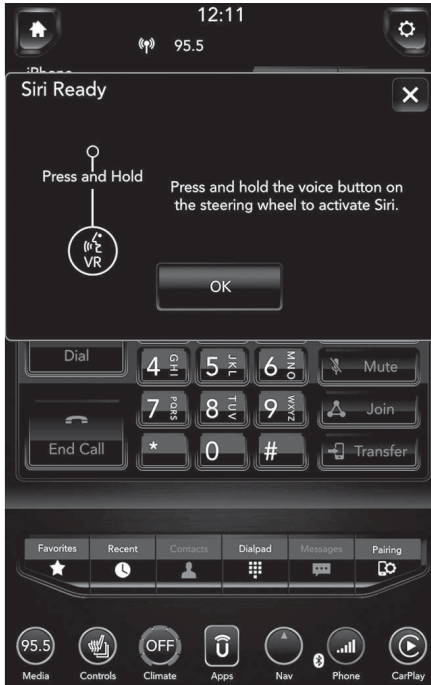 12:11
95.5
iPhone
Siri Ready
Press and Hold
VR
Press and hold the voice button on
the steering wheel to activate Siri.
OK
Dial
4 GHI 5 JKL 6 MNO
Mute
7 PQRS 8 TUV 9 WXYZ
Join
End Call
* 0 #
Transfer
Favorites Recent Contacts Dialpad Messages Pairing
95.5 OFF
Media Controls Climate Apps Nav Phone CarPlay